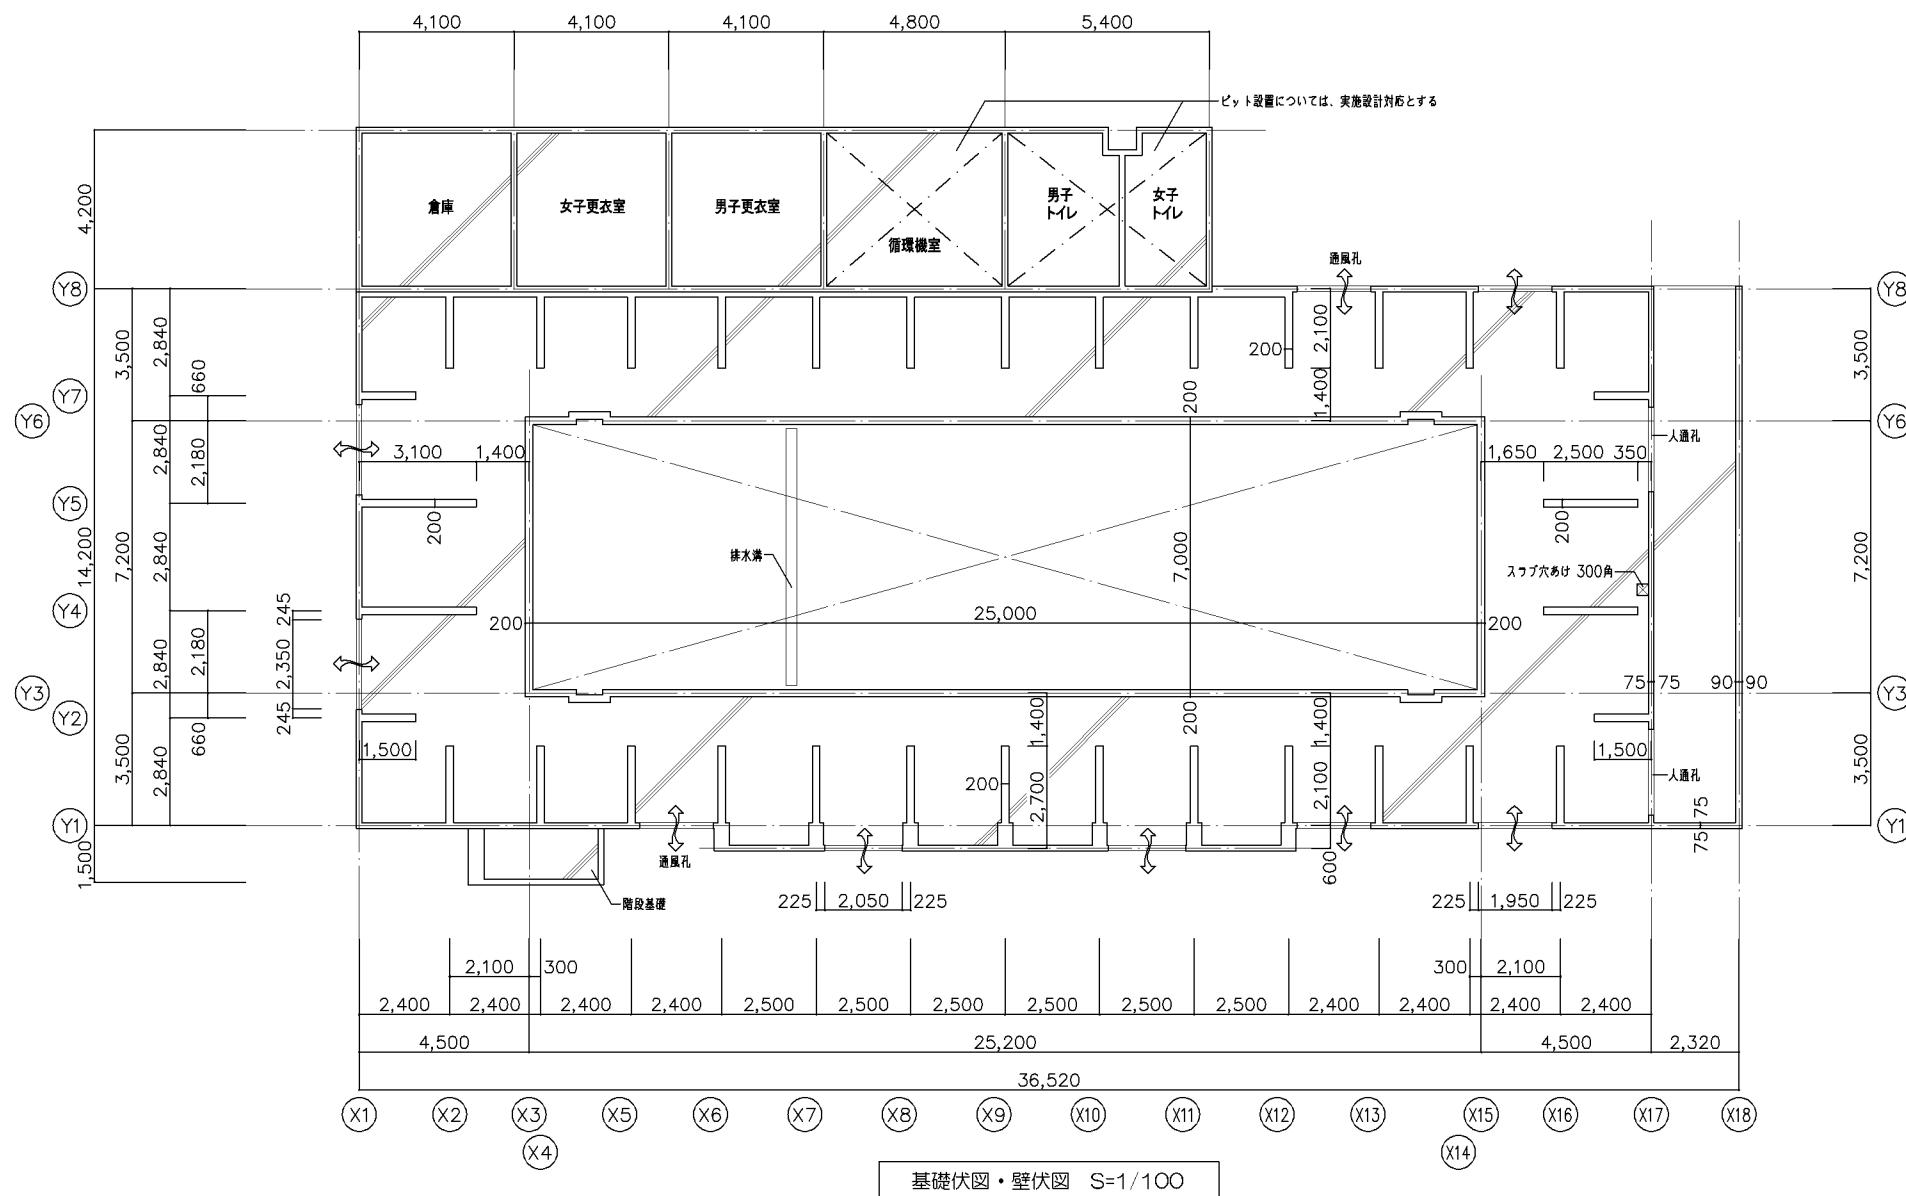 4,100 4,100 4,100 4,800 5,400
ピット設置については、実施設計対応とする
4,200
倉庫
女子更衣室
男子更衣室
循環機室
男子
トイレ
女子
トイレ
通風孔
Y8 Y8
3,500 2,840 660 200 2,100 1,400 3,500
Y7
Y6 Y6
200
人通孔
3,100 1,400 1,650 2,500 350
2,840 2,180
Y5
200 200
14,200 7,200 2,840 7,000 7,200
排水溝
スラブ穴あけ 300角
Y4
245 2,350 245
25,000
200 200
2,840 2,180
75 75 90 90
Y3 Y3
Y2
660
1,400 200 1,400
1,500 1,500
3,500 2,840 200 2,700 2,100 3,500
人通孔
75 75
Y1 Y1
1,500
通風孔
600
階段基礎
225 2,050 225 225 1,950 225
2,100 300 300 2,100
2,400 2,400 2,400 2,400 2,500 2,500 2,500 2,500 2,500 2,500 2,400 2,400 2,400 2,400
4,500 25,200 4,500 2,320
36,520
X1 X2 X3 X5 X6 X7 X8 X9 X10 X11 X12 X13 X15 X16 X17 X18
X4 X14
基礎伏図・壁伏図 S=1/100